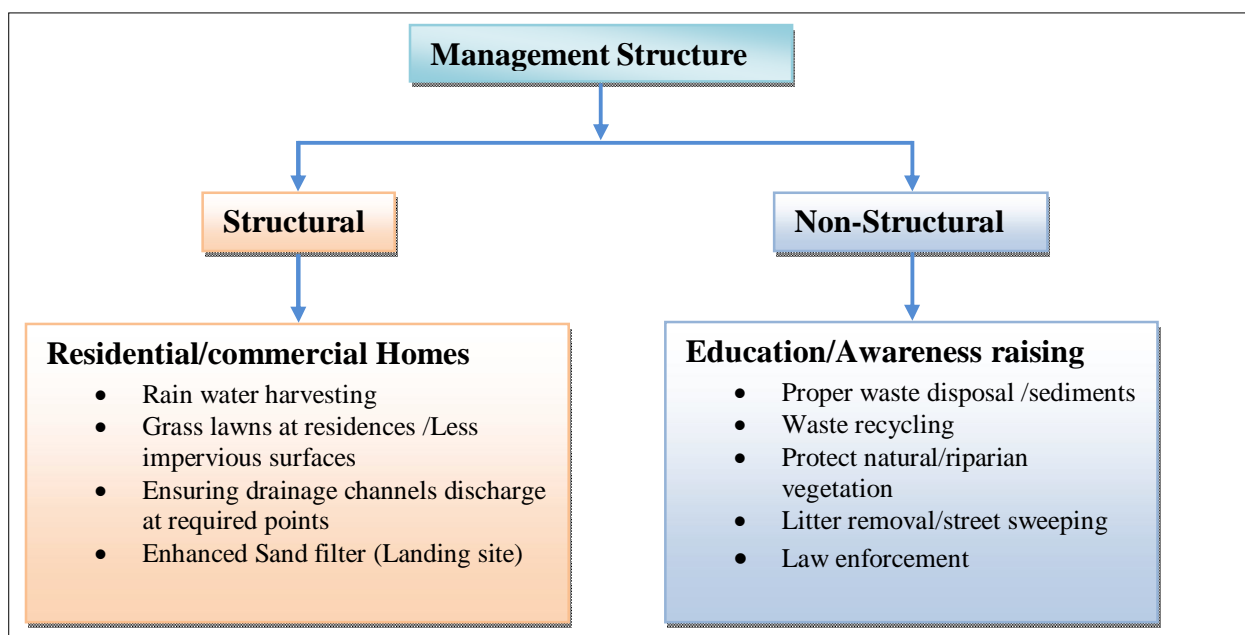 Management Structure
Structural
Non-Structural
Residential/commercial Homes
• Rain water harvesting
• Grass lawns at residences /Less
impervious surfaces
• Ensuring drainage channels discharge
at required points
• Enhanced Sand filter (Landing site)
Education/Awareness raising
• Proper waste disposal /sediments
• Waste recycling
• Protect natural/riparian
vegetation
• Litter removal/street sweeping
• Law enforcement